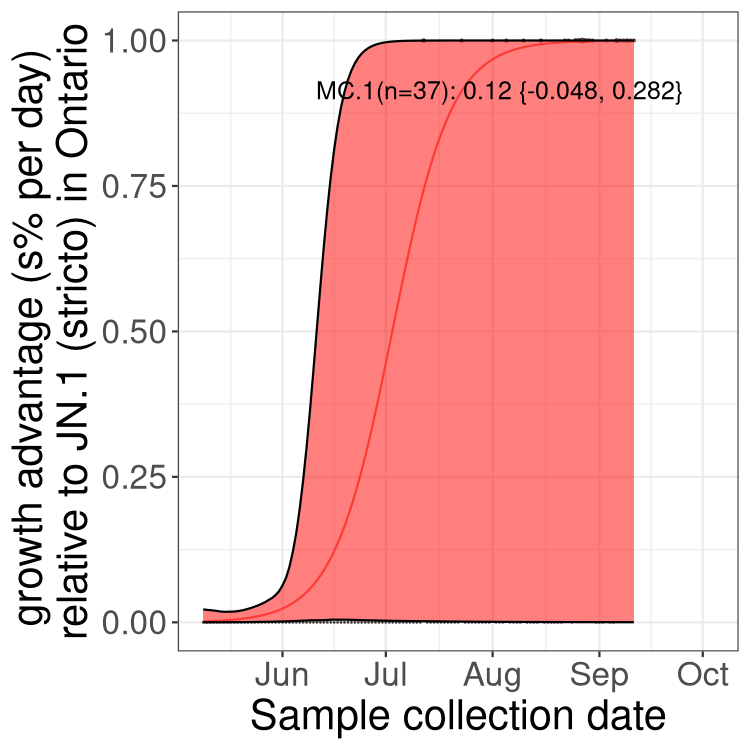 growth advantage (s% per day)
relative to JN.1 (stricto) in Ontario
1.00
0.75
0.50
0.25
0.00
MC.1(n=37): 0.12 {-0.048, 0.282}
Jun
Jul
Aug
Sep
Oct
Sample collection date